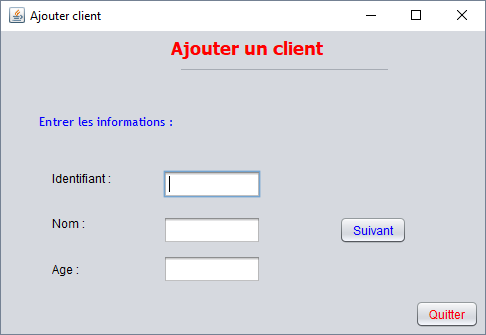 Ajouter client
Ajouter un client
Entrer les informations :
Identifiant :
Nom :
Suivant
Age :
Quitter